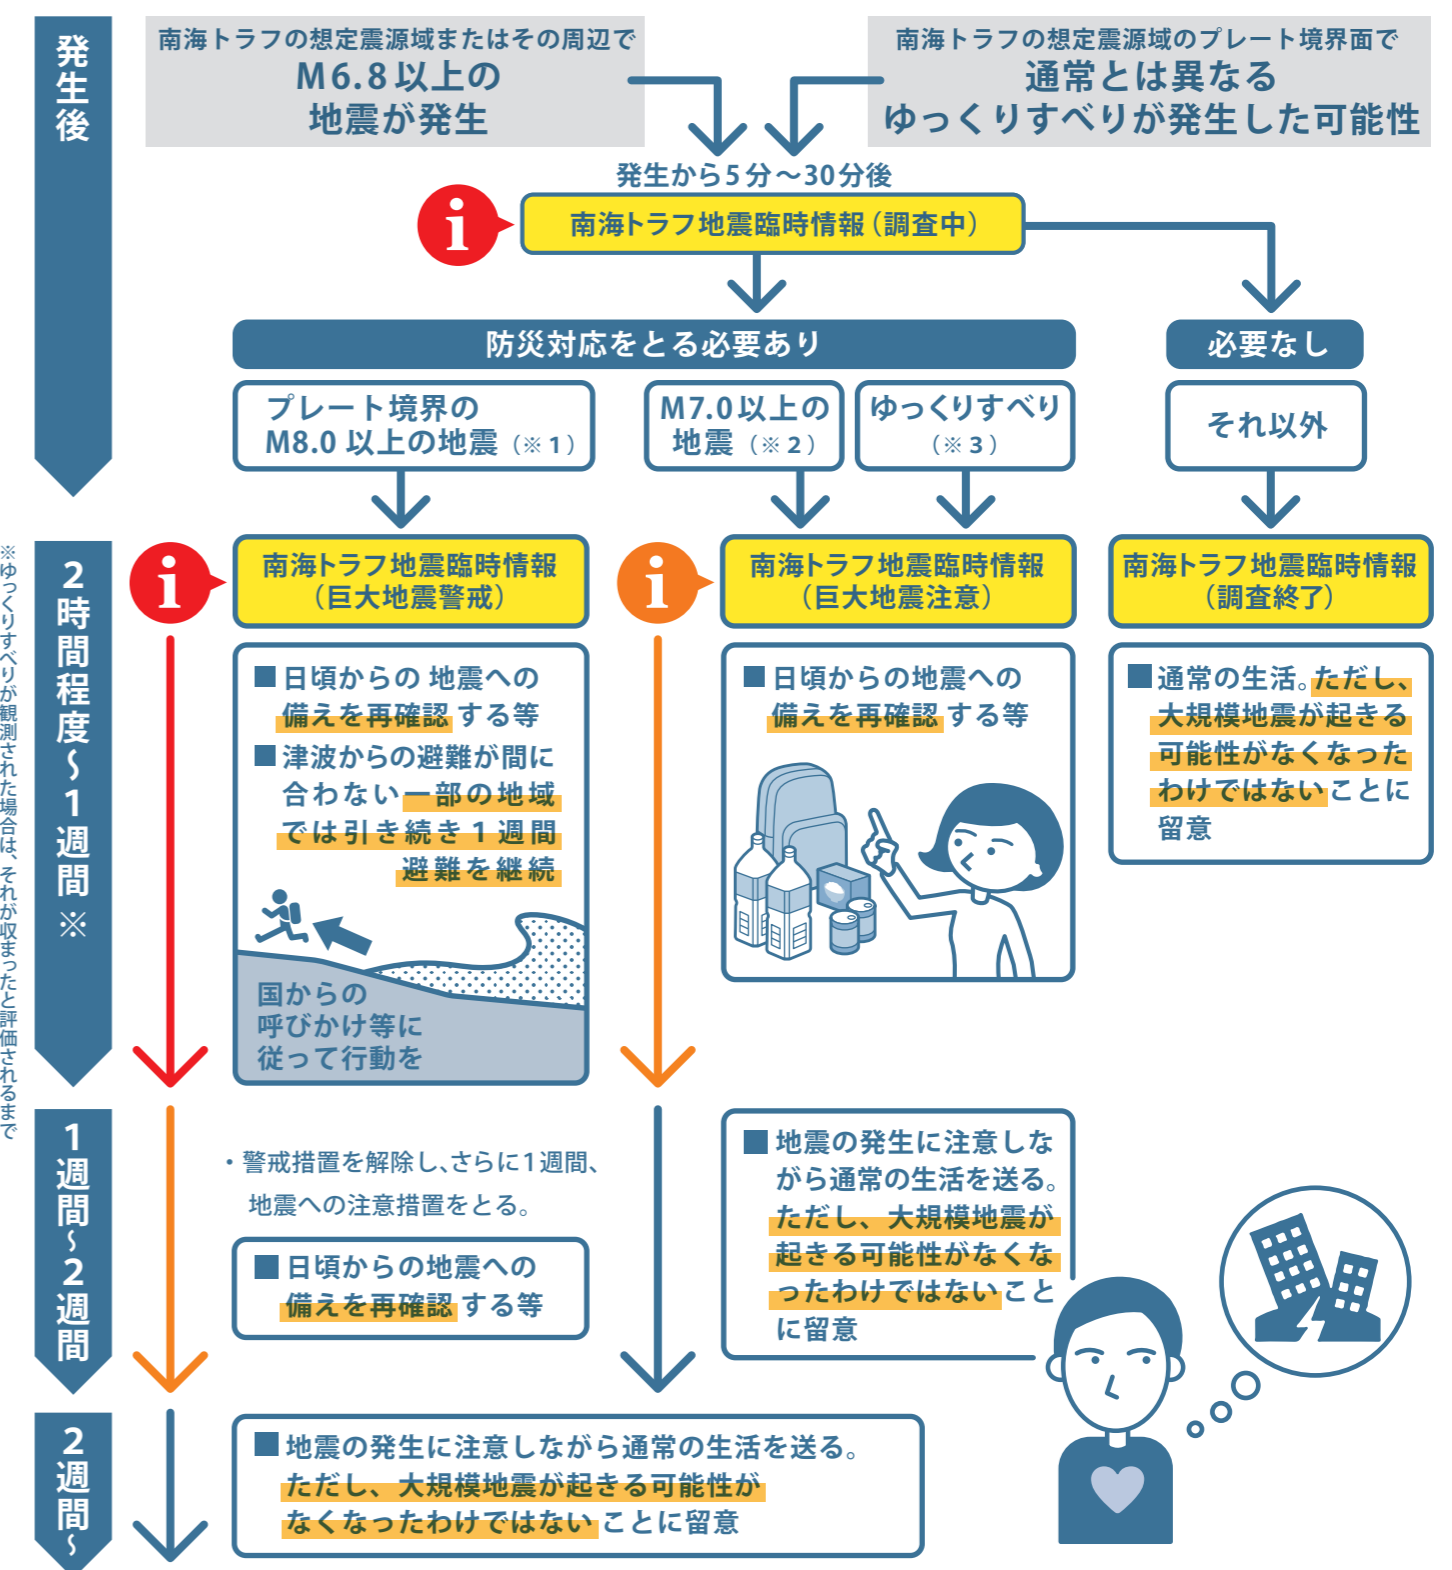 発生後
南海トラフの想定震源域またはその周辺で
M6.8以上の
地震が発生
南海トラフの想定震源域のプレート境界面で
通常とは異なる
ゆっくりすべりが発生した可能性
発生から5分〜30分後
i
南海トラフ地震臨時情報（調査中）
防災対応をとる必要あり
必要なし
プレート境界の
M8.0 以上の地震（※1）
M7.0以上の
地震（※2）
ゆっくりすべり
（※3）
それ以外
2時間程度〜1週間※
※ゆっくりすべりが観測された場合は、それが収まったと評価されるまで
i
南海トラフ地震臨時情報
（巨大地震警戒）
i
南海トラフ地震臨時情報
（巨大地震注意）
南海トラフ地震臨時情報
（調査終了）
■日頃からの 地震への
備えを再確認 する等
■津波からの避難が間に
合わない一部の地域
では引き続き1週間
避難を継続
国からの
呼びかけ等に
従って行動を
■日頃からの地震への
備えを再確認 する等
■通常の生活。ただし、
大規模地震が起きる
可能性がなくなった
わけではないことに
留意
1週間〜2週間
・警戒措置を解除し、さらに1週間、
地震への注意措置をとる。
■日頃からの地震への
備えを再確認 する等
■地震の発生に注意しな
がら通常の生活を送る。
ただし、大規模地震が
起きる可能性がなくな
ったわけではないこと
に留意
2週間〜
■地震の発生に注意しながら通常の生活を送る。
ただし、大規模地震が起きる可能性が
なくなったわけではない ことに留意